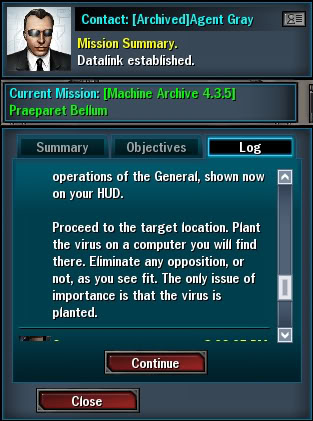 Contact: [Archived]Agent Gray
Mission Summary.
Datalink established.
Current Mission: [Machine Archive 4.3.5]
Praeparet Bellum
Summary
Objectives
Log
operations of the General, shown now
on your HUD.
Proceed to the target location. Plant
the virus on a computer you will find
there. Eliminate any opposition, or
not, as you see fit. The only issue of
importance is that the virus is
planted.
Continue
Close